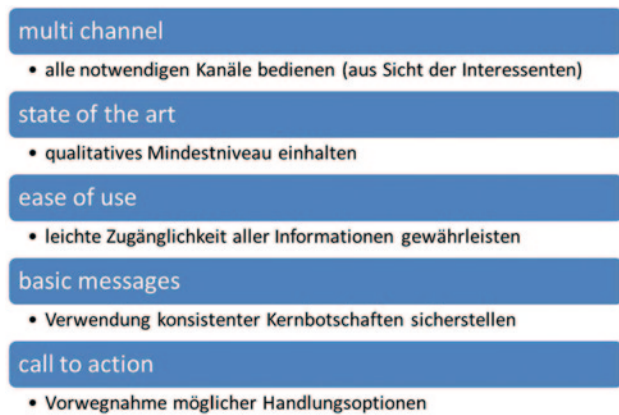 multi channel
• alle notwendigen Kanäle bedienen (aus Sicht der Interessenten)
state of the art
• qualitatives Mindestniveau einhalten
ease of use
• leichte Zugänglichkeit aller Informationen gewährleisten
basic messages
• Verwendung konsistenter Kernbotschaften sicherstellen
call to action
• Vorwegnahme möglicher Handlungsoptionen